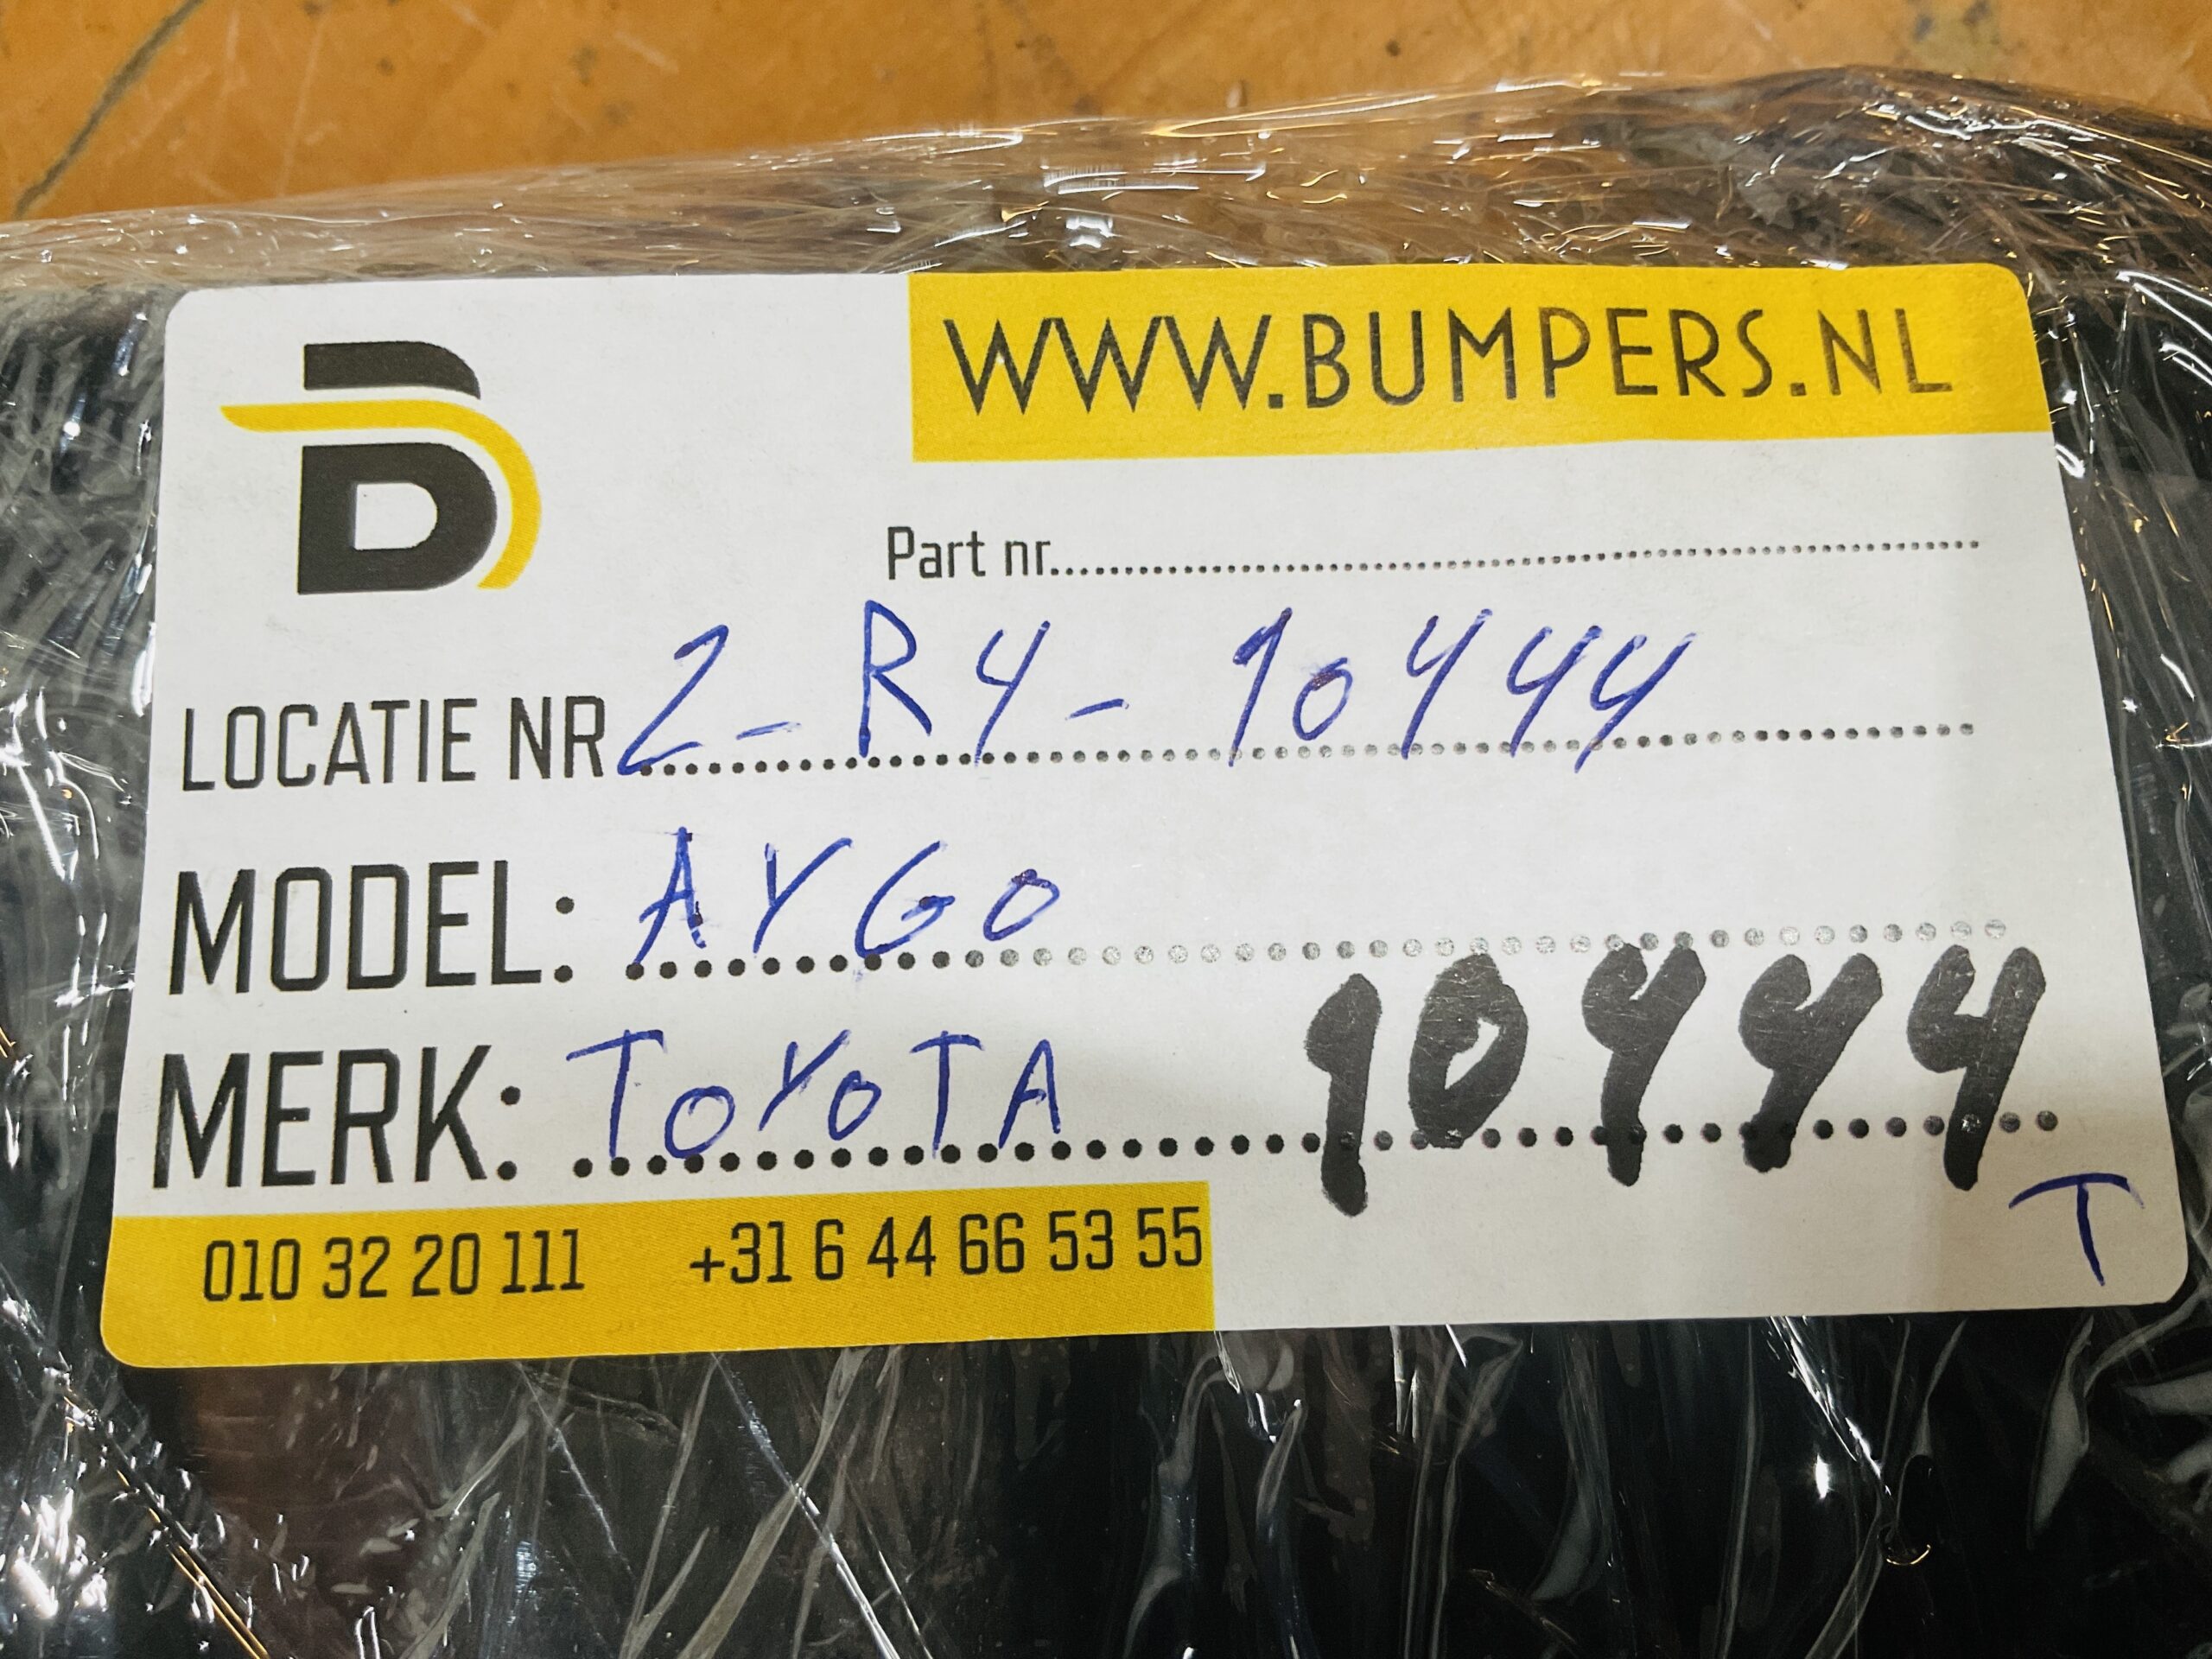 WWW.BUMPERS.NL
Part nr....................
LOCATIE NR 2-R4-10444
MODEL: AYGO
MERK: TOYOTA 10444
T
010 32 20 111 +31 6 44 66 53 55